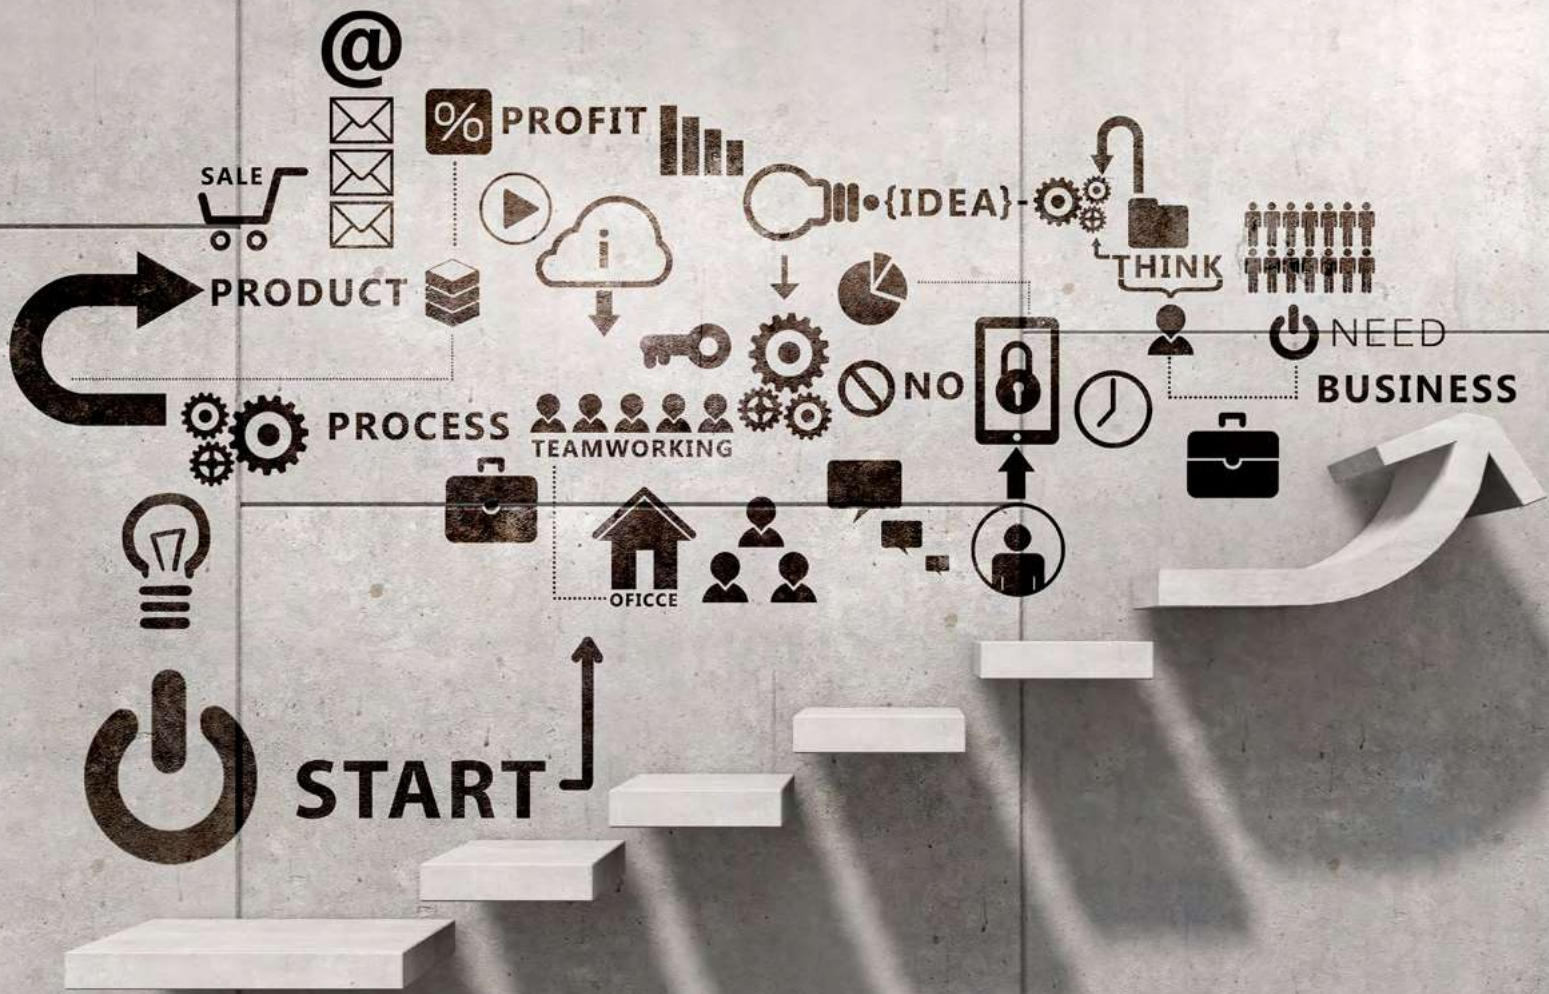 @
% PROFIT
SALE
{IDEA}
i
THINK
PRODUCT
NEED
NO
BUSINESS
PROCESS
TEAMWORKING
OFICCE
START